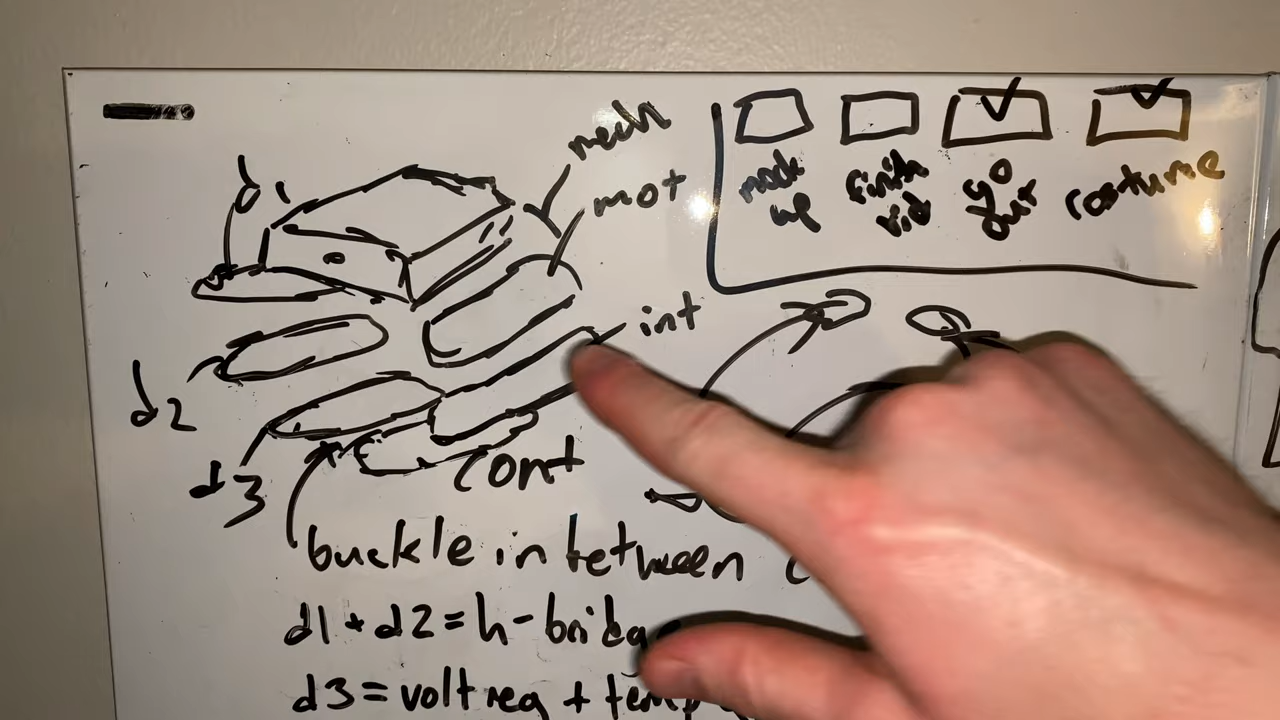 mech
mot
d1
mock
up
finish
vid
go
out
costume
int
d2
d3
cont
buckle in between
d1 + d2 = h-bridg
d3 = volt reg + temp